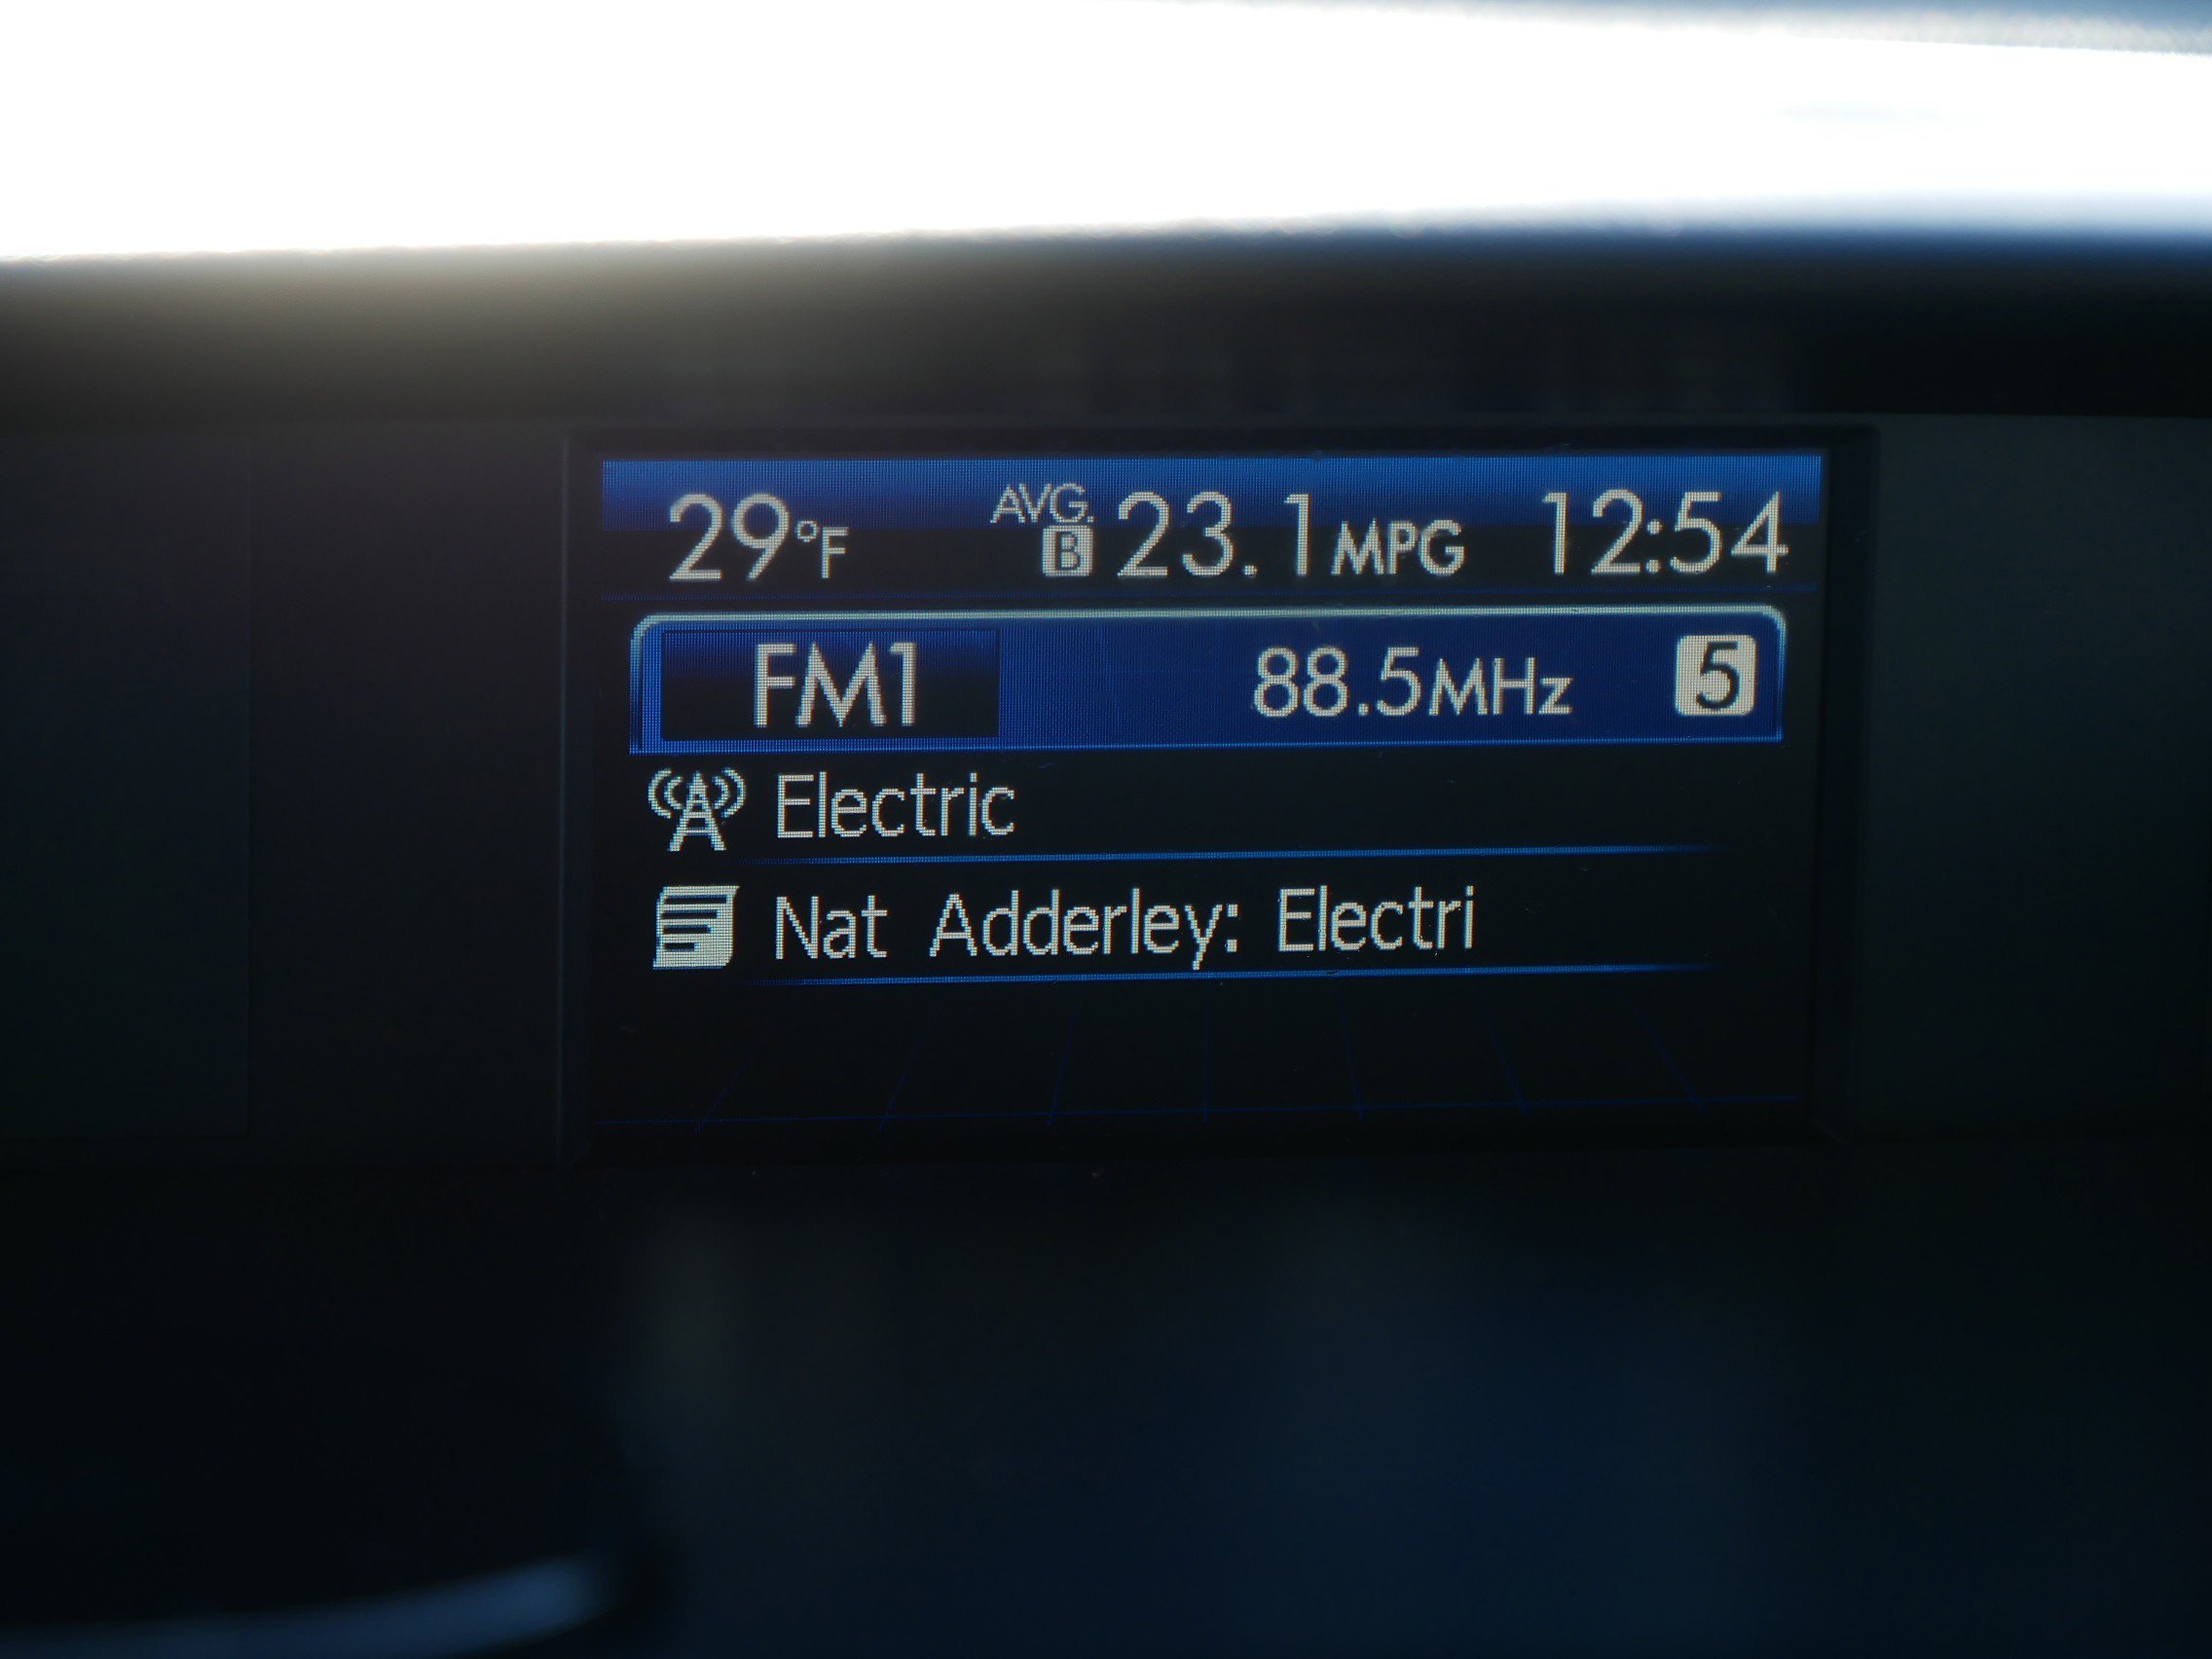 29°F AVG. B 23.1MPG 12:54
FM1 88.5MHz 5
Electric
Nat Adderley: Electri